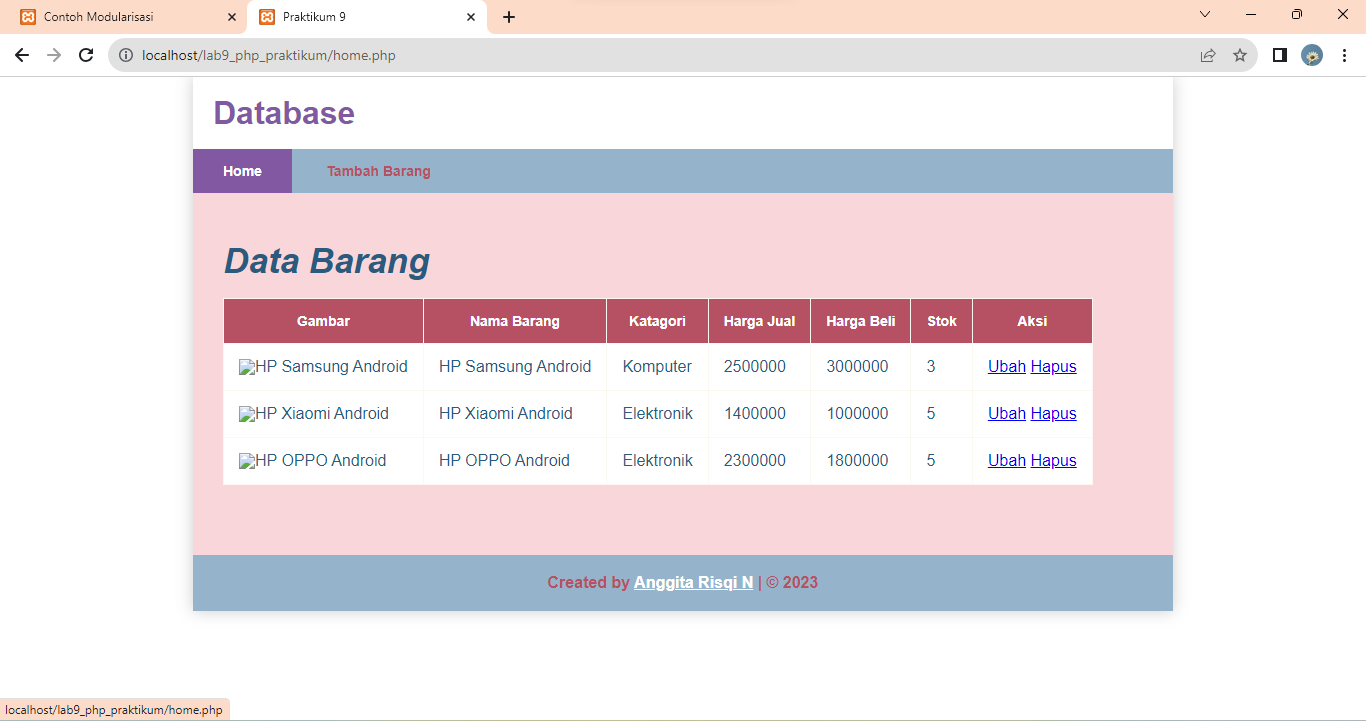 Contoh Modularisasi
Praktikum 9
localhost/lab9_php_praktikum/home.php
Database
Home Tambah Barang
Data Barang
Gambar Nama Barang Katagori Harga Jual Harga Beli Stok Aksi
HP Samsung Android HP Samsung Android Komputer 2500000 3000000 3 Ubah Hapus
HP Xiaomi Android HP Xiaomi Android Elektronik 1400000 1000000 5 Ubah Hapus
HP OPPO Android HP OPPO Android Elektronik 2300000 1800000 5 Ubah Hapus
Created by Anggita Risqi N | © 2023
localhost/lab9_php_praktikum/home.php